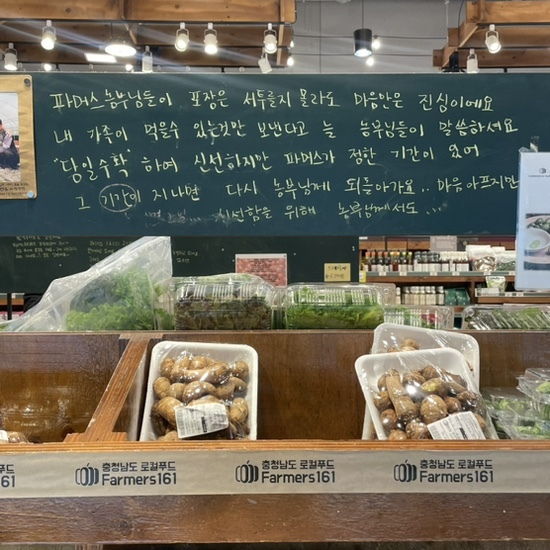 파머스농부님들이 포장은 서투를지 몰라도 마음만은 진심이에요
내 가족이 먹을수 있는것만 보낸다고 늘 농부님들이 말씀하셔요
"당일수확" 하여 신선하지만 파머스가 정한 기간이 있어
그 기간이 지나면 다시 농부님께 되돌아가요.. 마음아프지만
신선함을 위해 농부님께서도...
충청남도 로컬푸드
Farmers161
충청남도 로컬푸드
Farmers161
충청남도 로컬푸드
Farmers161